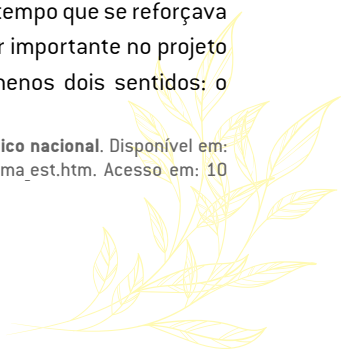 tempo que se reforçava
r importante no projeto
menos dois sentidos: o
ico nacional. Disponível em:
ma_est.htm. Acesso em: 10